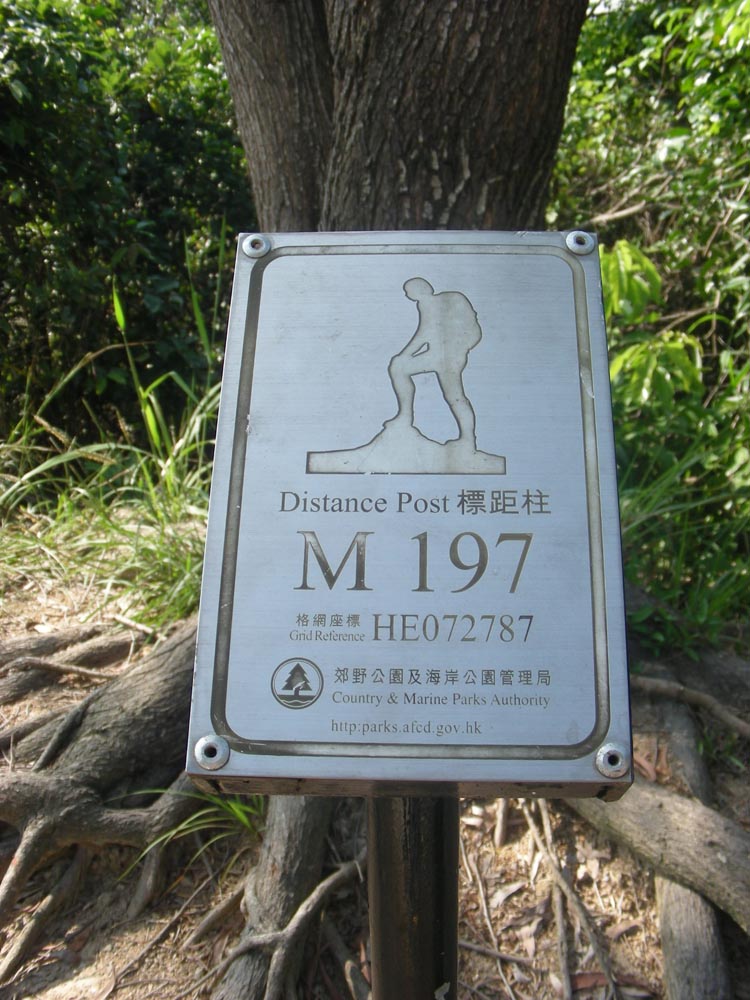 Distance Post 標距柱
M 197
格網座標
Grid Reference HE072787
郊野公園及海岸公園管理局
Country & Marine Parks Authority
http:parks.afcd.gov.hk